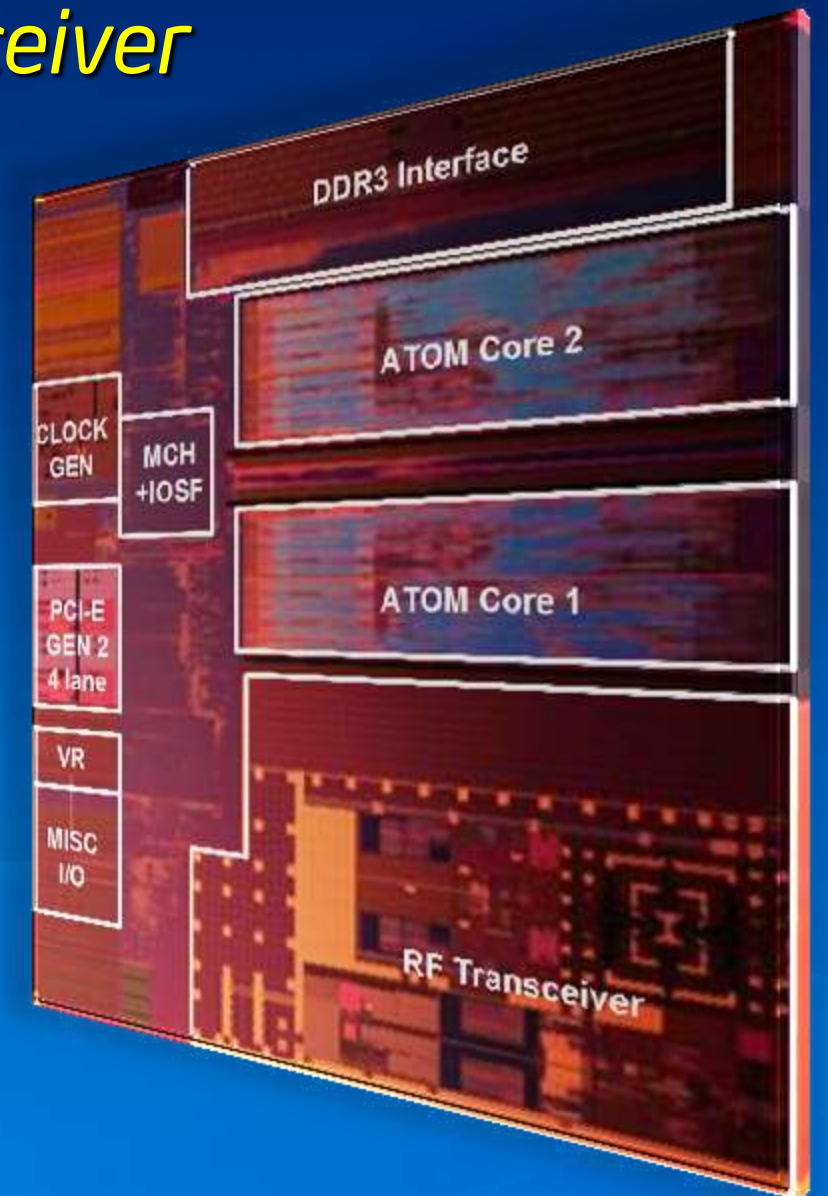 ceiver
DDR3 Interface
ATOM Core 2
CLOCK
GEN
MCH
+IOSF
ATOM Core 1
PCI-E
GEN 2
4 lane
VR
MISC
I/O
RF Transceiver